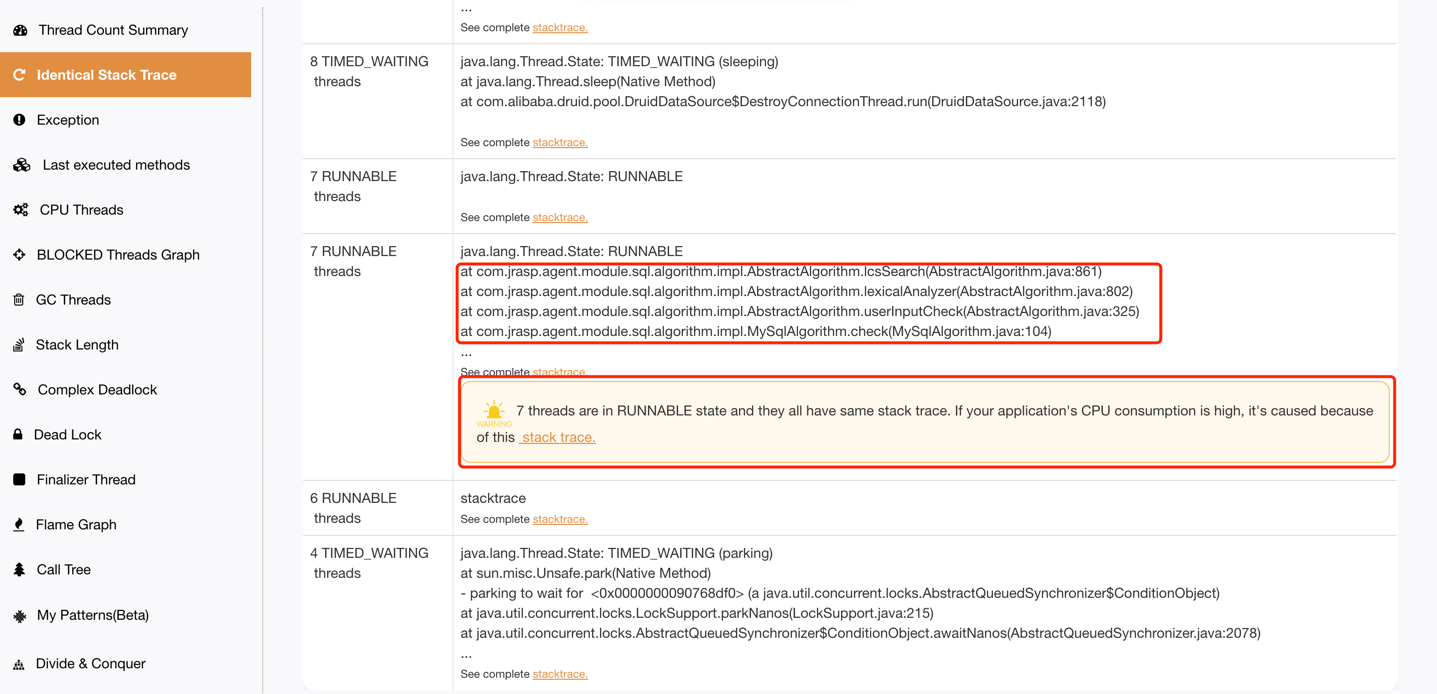 Thread Count Summary
Identical Stack Trace
Exception
Last executed methods
CPU Threads
BLOCKED Threads Graph
GC Threads
Stack Length
Complex Deadlock
Dead Lock
Finalizer Thread
Flame Graph
Call Tree
My Patterns(Beta)
Divide & Conquer
...
See complete stacktrace.
8 TIMED_WAITING
threads
java.lang.Thread.State: TIMED_WAITING (sleeping)
at java.lang.Thread.sleep(Native Method)
at com.alibaba.druid.pool.DruidDataSource$DestroyConnectionThread.run(DruidDataSource.java:2118)
See complete stacktrace.
7 RUNNABLE
threads
java.lang.Thread.State: RUNNABLE
See complete stacktrace.
7 RUNNABLE
threads
java.lang.Thread.State: RUNNABLE
at com.jrasp.agent.module.sql.algorithm.impl.AbstractAlgorithm.lcsSearch(AbstractAlgorithm.java:861)
at com.jrasp.agent.module.sql.algorithm.impl.AbstractAlgorithm.lexicalAnalyzer(AbstractAlgorithm.java:802)
at com.jrasp.agent.module.sql.algorithm.impl.AbstractAlgorithm.userInputCheck(AbstractAlgorithm.java:325)
at com.jrasp.agent.module.sql.algorithm.impl.MySqlAlgorithm.check(MySqlAlgorithm.java:104)
...
See complete stacktrace.
WARNING
7 threads are in RUNNABLE state and they all have same stack trace. If your application's CPU consumption is high, it's caused because
of this stack trace.
6 RUNNABLE
threads
stacktrace
See complete stacktrace.
4 TIMED_WAITING
threads
java.lang.Thread.State: TIMED_WAITING (parking)
at sun.misc.Unsafe.park(Native Method)
- parking to wait for <0x0000000090768df0> (a java.util.concurrent.locks.AbstractQueuedSynchronizer$ConditionObject)
at java.util.concurrent.locks.LockSupport.parkNanos(LockSupport.java:215)
at java.util.concurrent.locks.AbstractQueuedSynchronizer$ConditionObject.awaitNanos(AbstractQueuedSynchronizer.java:2078)
...
See complete stacktrace.